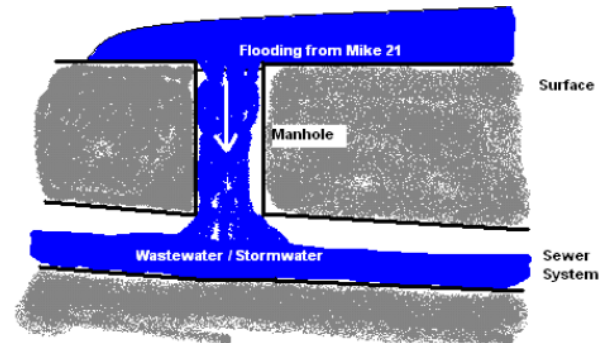 Flooding from Mike 21
Surface
Manhole
Wastewater / Stormwater
Sewer
System